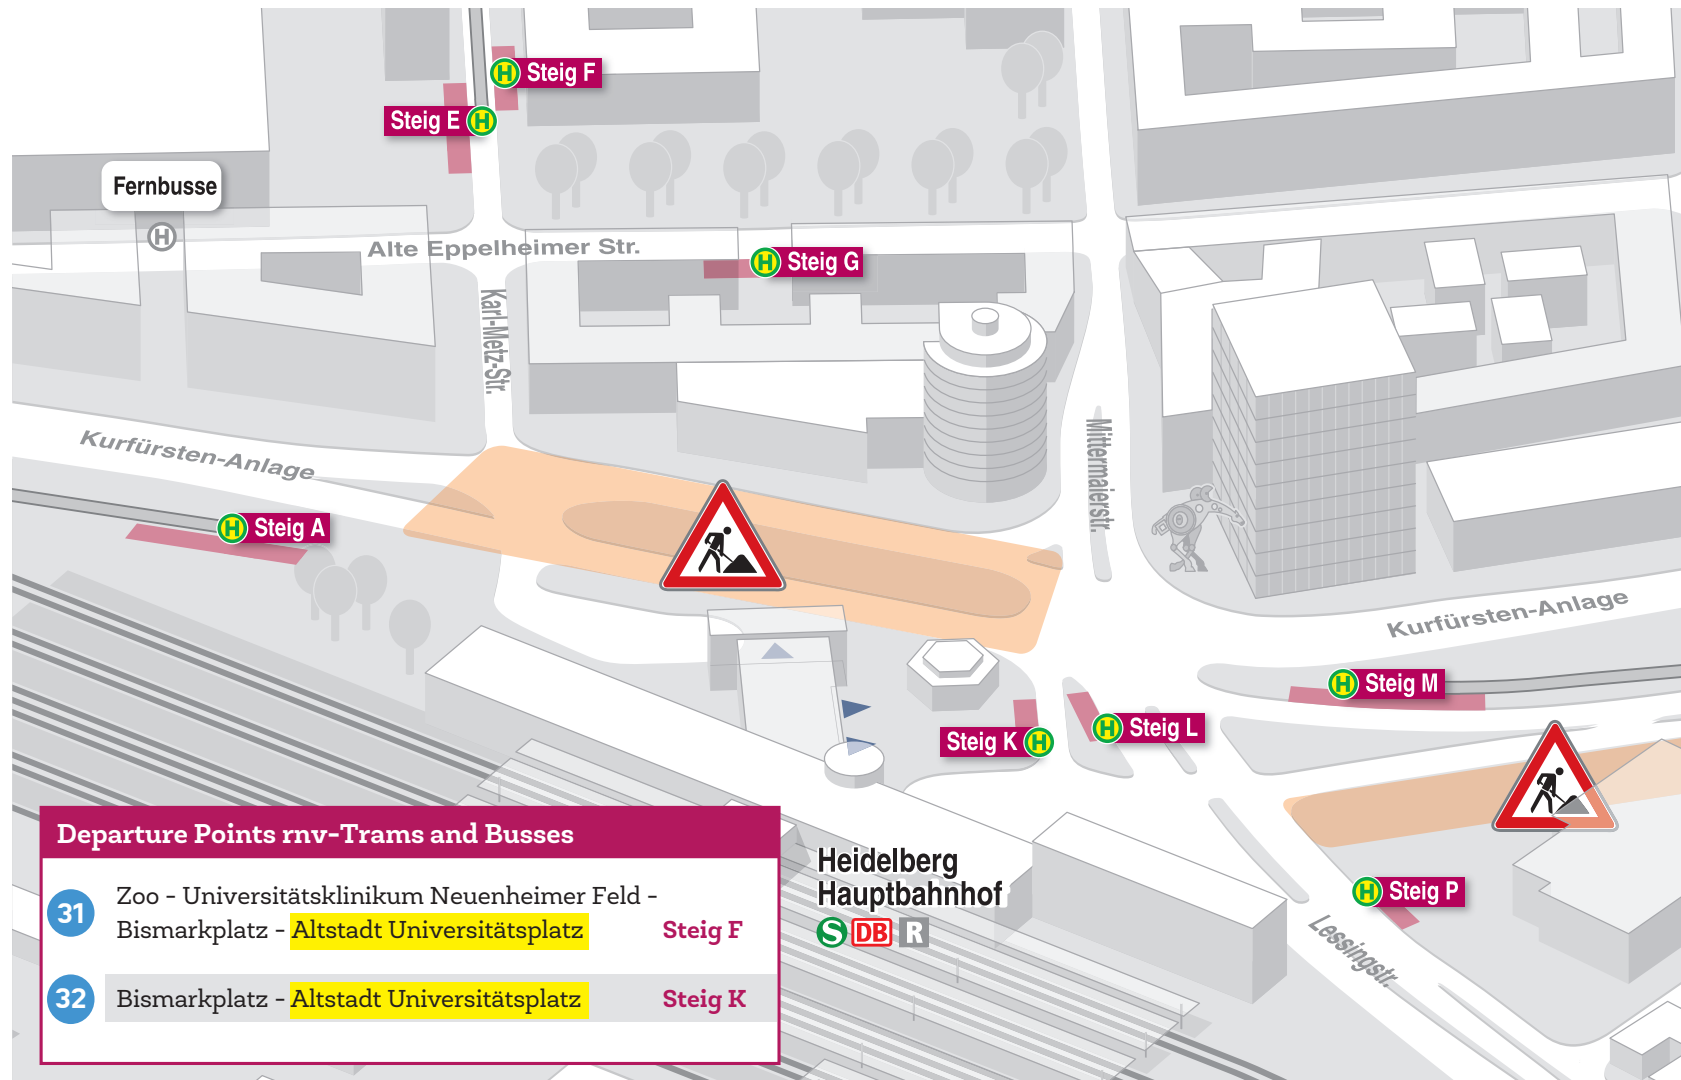 Steig F
H
Steig E H
Fernbusse
H
Alte Eppelheimer Str.
H Steig G
Karl-Metz-Str.
Kurfürsten-Anlage
Mittermaierstr.
H Steig A
Kurfürsten-Anlage
H Steig M
H Steig L
Steig K H
Departure Points rnv-Trams and Busses
31
Zoo - Universitätsklinikum Neuenheimer Feld -
Bismarkplatz - Altstadt Universitätsplatz Steig F
32 Bismarkplatz - Altstadt Universitätsplatz Steig K
Heidelberg
Hauptbahnhof
S DB R
H Steig P
Lessingstr.